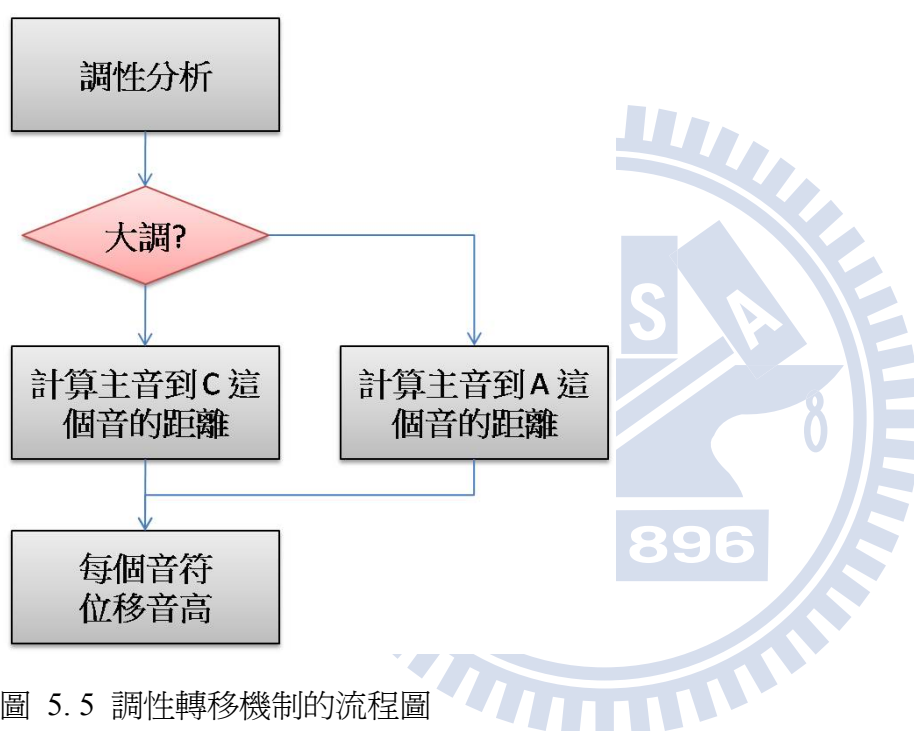 調性分析
大調?
計算主音到C 這
個音的距離
計算主音到A 這
個音的距離
每個音符
位移音高
S
A
8
896
圖 5.5 調性轉移機制的流程圖